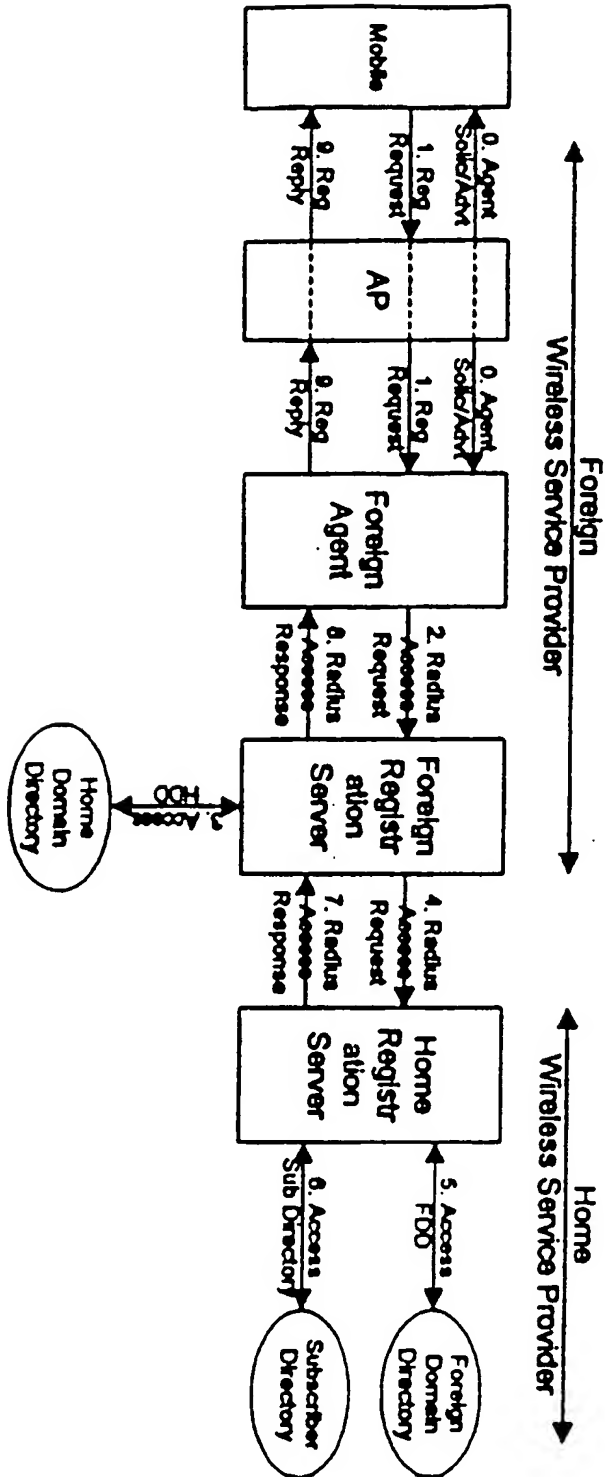 Foreign
Wireless Service Provider
Home
Wireless Service Provider
Mobile
0. Agent
Solic/Advt
1. Reg
Request
9. Reg
Reply
AP
0. Agent
Solic/Advt
1. Reg
Request
9. Reg
Reply
Foreign
Agent
2. Radius
Access
Request
8. Radius
Access
Response
Foreign
Registr
ation
Server
Access
Home
Domain
Directory
4. Radius
Access
Request
7. Radius
Access
Response
Home
Registr
ation
Server
5. Access
6. Access
Sub Directory
Foreign
Domain
Directory
Subscriber
Directory